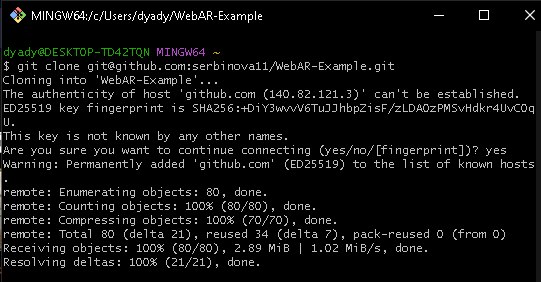 MINGW64:/c/Users/dyady/WebAR-Example
dyady@DESKTOP-TD42TQN MINGW64 ~
$ git clone git@github.com:serbinova11/WebAR-Example.git
Cloning into 'WebAR-Example'...
The authenticity of host 'github.com (140.82.121.3)' can't be established.
ED25519 key fingerprint is SHA256:+DiY3wvvV6TuJJhbpZisF/zLDA0zPMSvHdkr4UvCOq
U.
This key is not known by any other names.
Are you sure you want to continue connecting (yes/no/[fingerprint])? yes
Warning: Permanently added 'github.com' (ED25519) to the list of known hosts
.
remote: Enumerating objects: 80, done.
remote: Counting objects: 100% (80/80), done.
remote: Compressing objects: 100% (70/70), done.
remote: Total 80 (delta 21), reused 34 (delta 7), pack-reused 0 (from 0)
Receiving objects: 100% (80/80), 2.89 MiB | 1.02 MiB/s, done.
Resolving deltas: 100% (21/21), done.